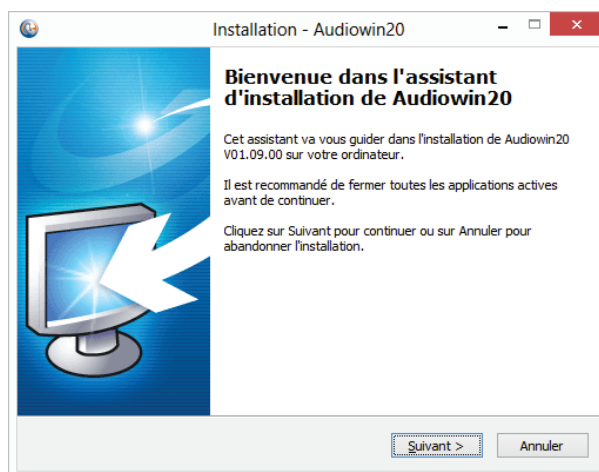 Installation - Audiowin20
Bienvenue dans l'assistant
d'installation de Audiowin20
Cet assistant va vous guider dans l'installation de Audiowin20
V01.09.00 sur votre ordinateur.
Il est recommandé de fermer toutes les applications actives
avant de continuer.
Cliquez sur Suivant pour continuer ou sur Annuler pour
abandonner l'installation.
Suivant >
Annuler